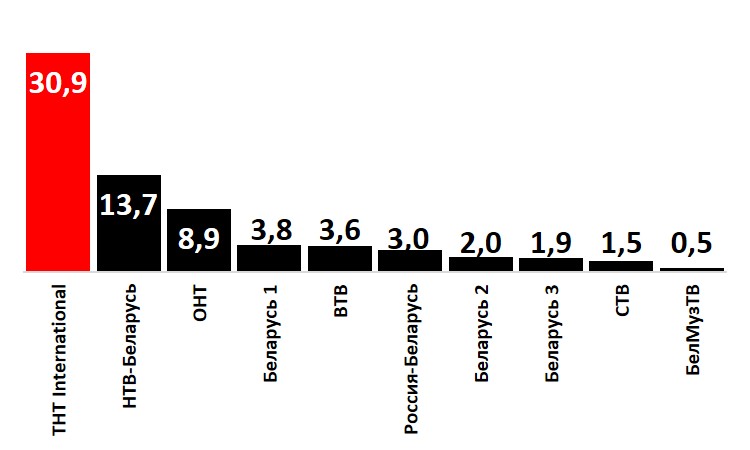 30,9
13,7
8,9
3,8
3,6
3,0
2,0
1,9
1,5
0,5
ТНТ International
НТВ-Беларусь
ОНТ
Беларусь 1
ВТВ
Россия-Беларусь
Беларусь 2
Беларусь 3
СТВ
БелМузТВ